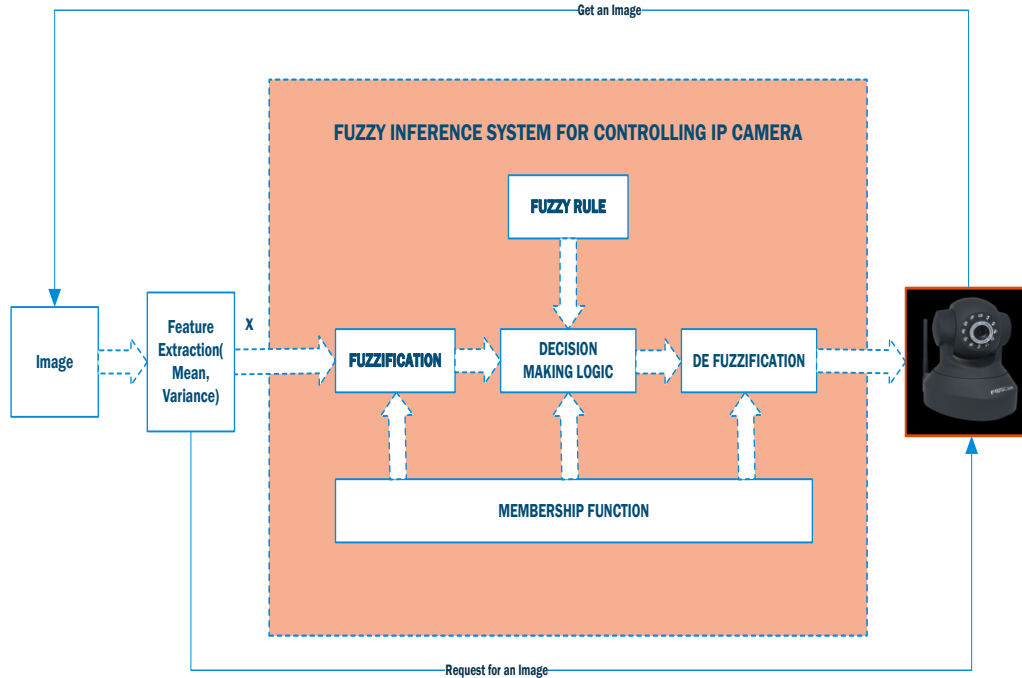 Get an Image
FUZZY INFERENCE SYSTEM FOR CONTROLLING IP CAMERA
FUZZY RULE
Image
Feature
Extraction(
Mean,
Variance)
X
FUZZIFICATION
DECISION
MAKING LOGIC
DE FUZZIFICATION
MEMBERSHIP FUNCTION
Request for an Image